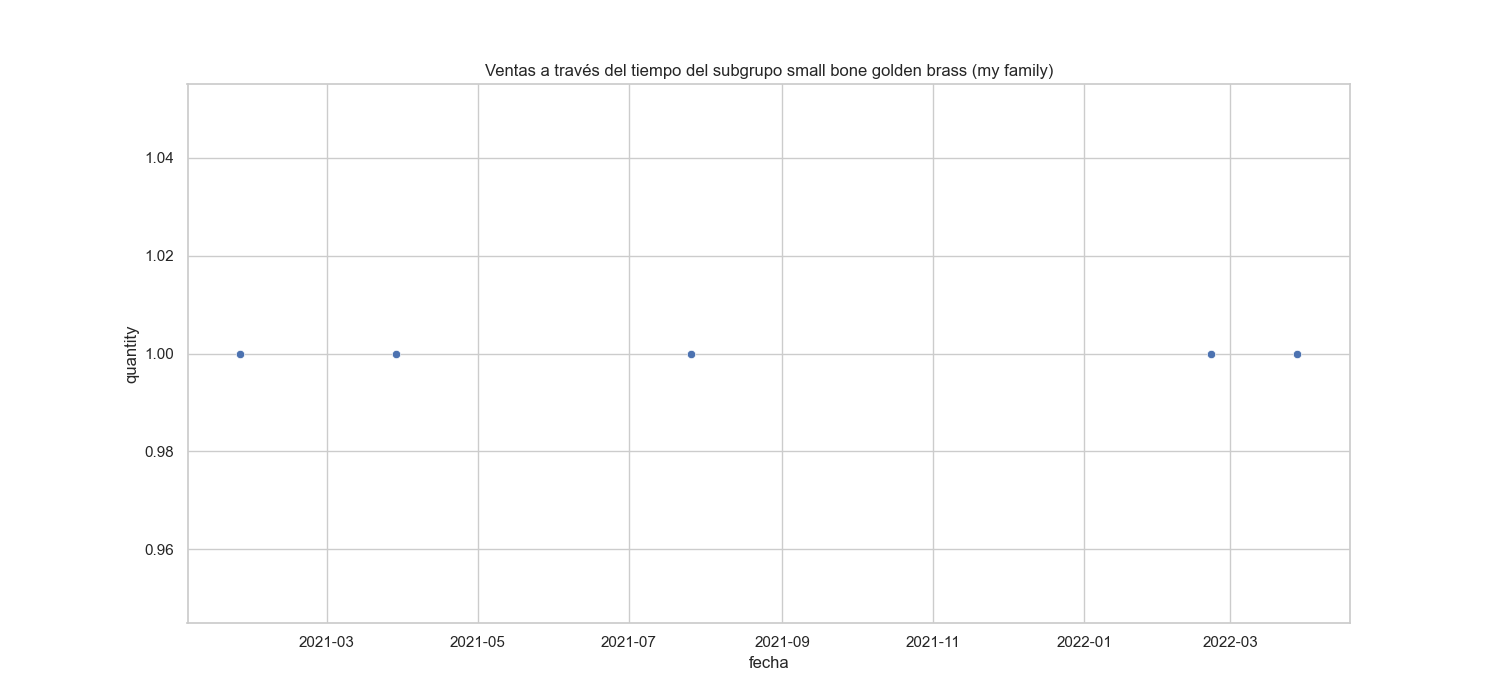 Ventas a través del tiempo del subgrupo small bone golden brass (my family)
1.04
1.02
1.00
0.98
0.96
quantity
2021-03 2021-05 2021-07 2021-09 2021-11 2022-01 2022-03
fecha